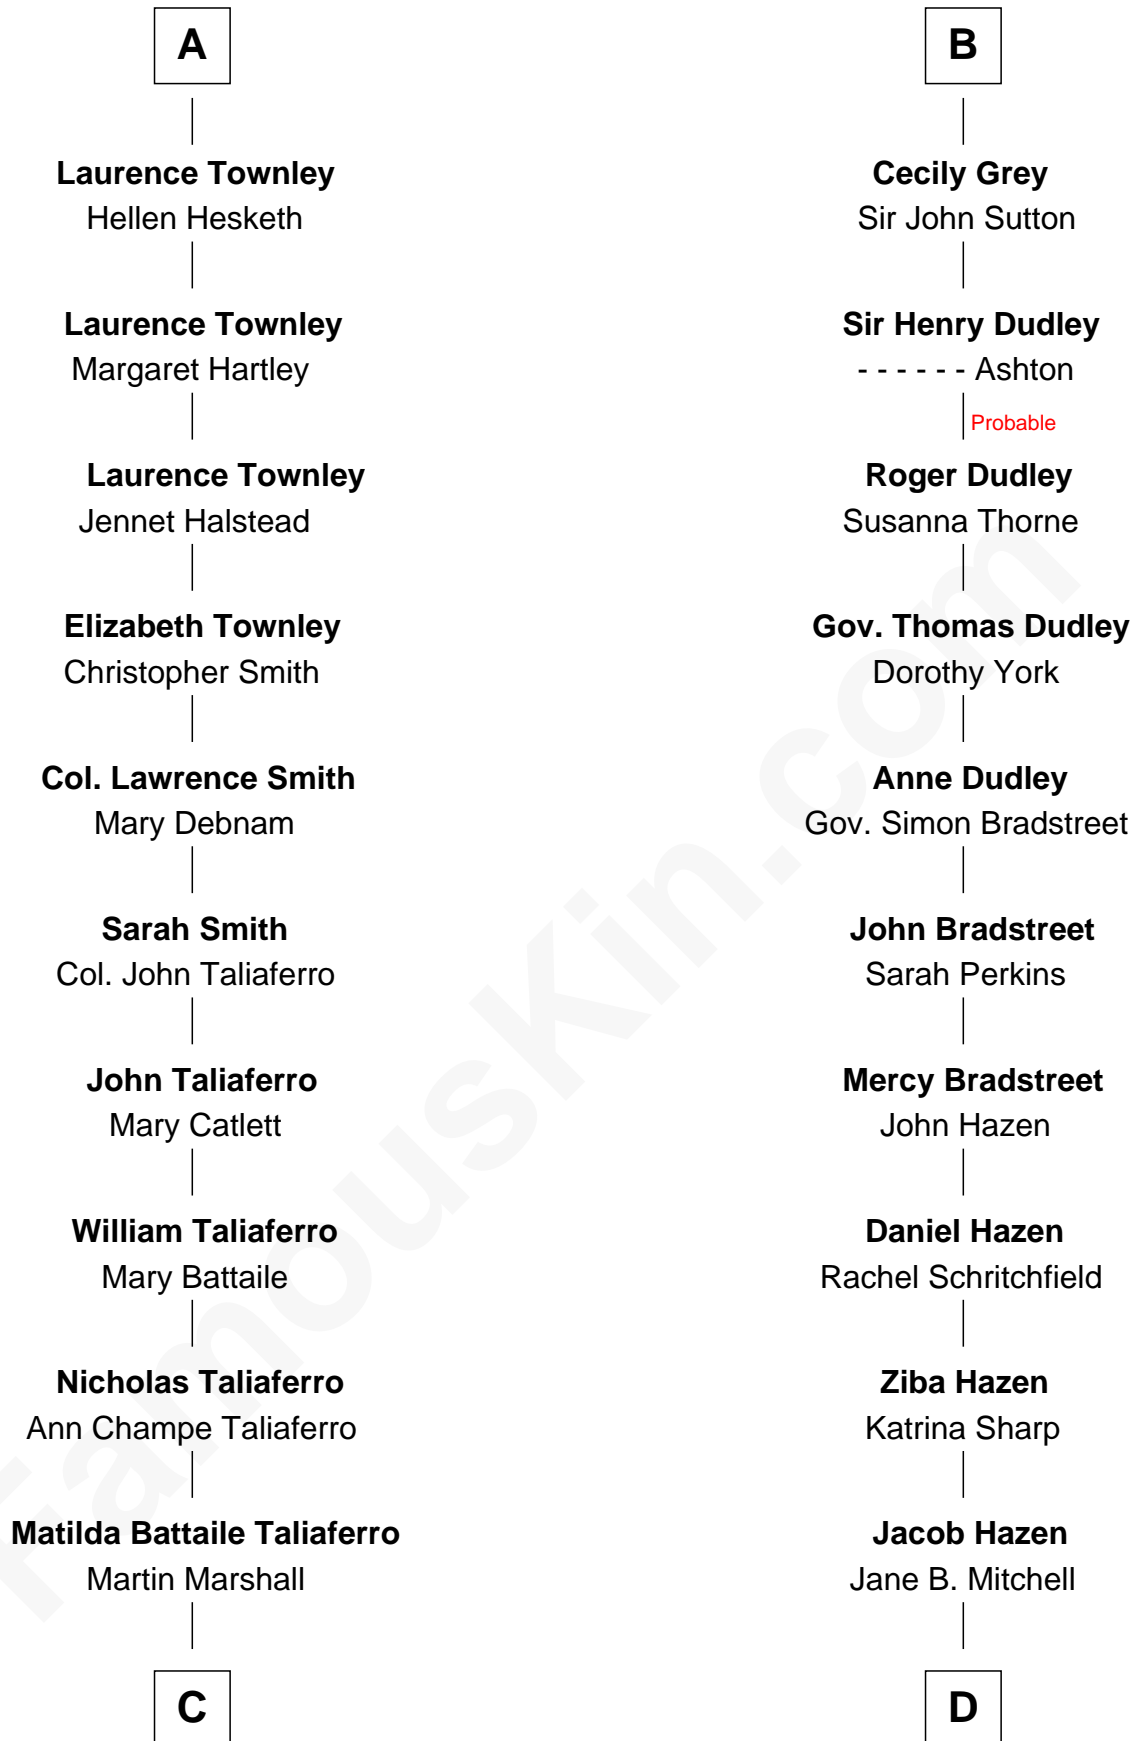 A
Laurence Townley
Hellen Hesketh
Laurence Townley
Margaret Hartley
Laurence Townley
Jennet Halstead
Elizabeth Townley
Christopher Smith
Col. Lawrence Smith
Mary Debnam
Sarah Smith
Col. John Taliaferro
John Taliaferro
Mary Catlett
William Taliaferro
Mary Battaile
Nicholas Taliaferro
Ann Champe Taliaferro
Matilda Battaile Taliaferro
Martin Marshall
C
B
Cecily Grey
Sir John Sutton
Sir Henry Dudley
- - - - - - Ashton
Probable
Roger Dudley
Susanna Thorne
Gov. Thomas Dudley
Dorothy York
Anne Dudley
Gov. Simon Bradstreet
John Bradstreet
Sarah Perkins
Mercy Bradstreet
John Hazen
Daniel Hazen
Rachel Schritchfield
Ziba Hazen
Katrina Sharp
Jacob Hazen
Jane B. Mitchell
D
FamousKin.com